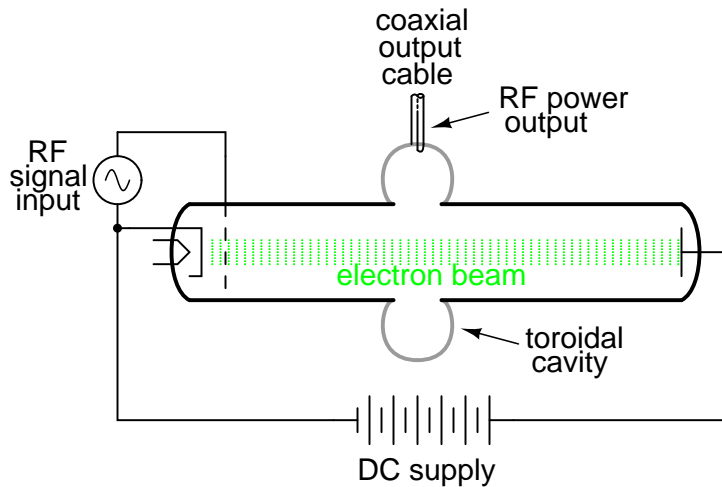 coaxial
output
cable
RF power
output
RF
signal
input
electron beam
toroidal
cavity
DC supply